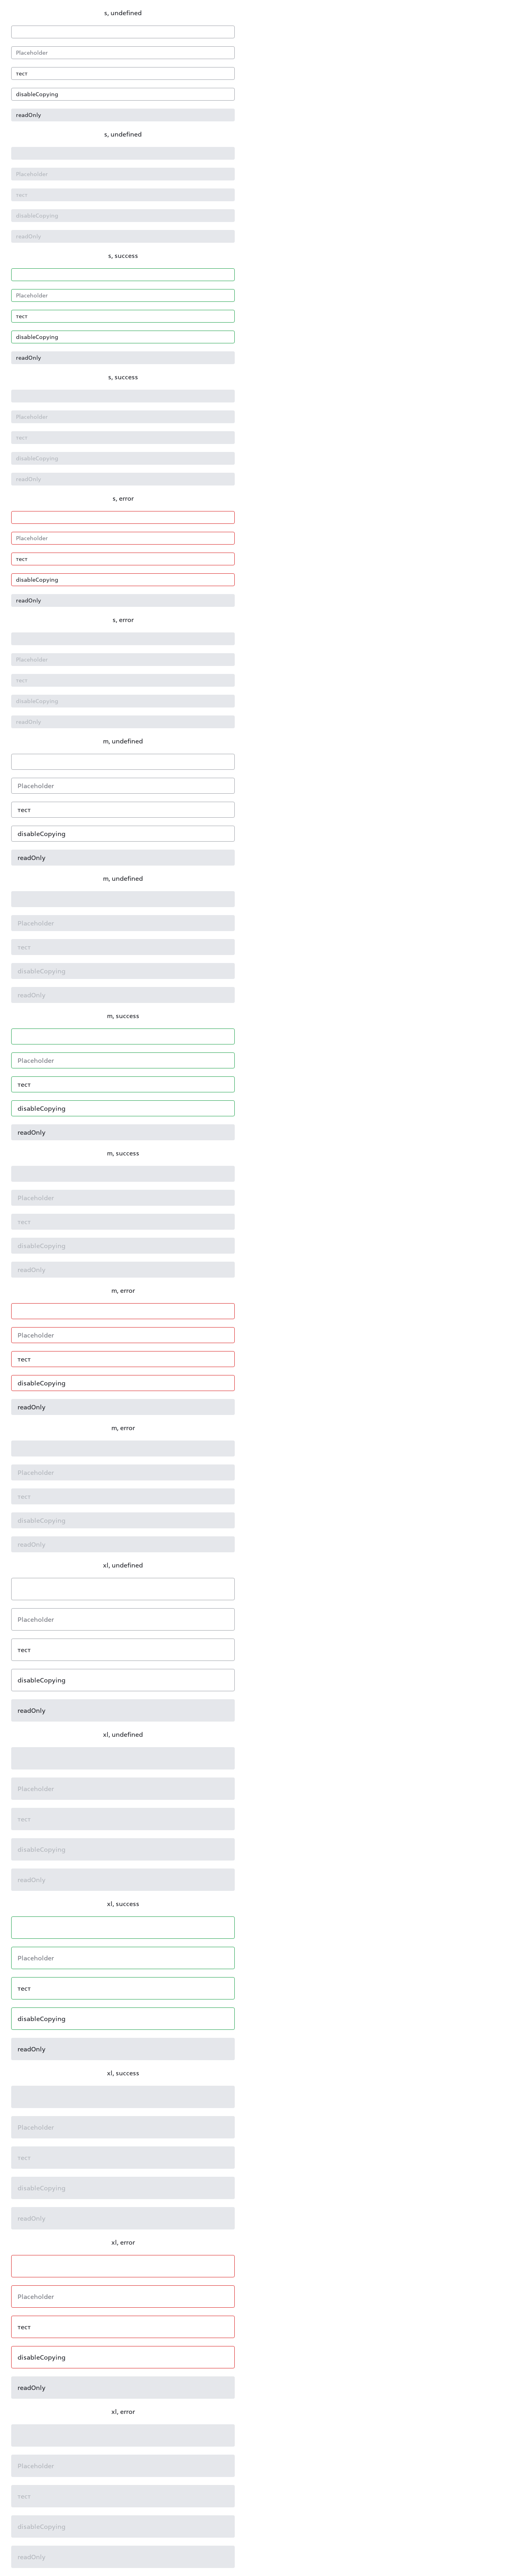 s, undefined
Placeholder
тест
disableCopying
readOnly
s, undefined
Placeholder
тест
disableCopying
readOnly
s, success
Placeholder
тест
disableCopying
readOnly
s, success
Placeholder
тест
disableCopying
readOnly
s, error
Placeholder
тест
disableCopying
readOnly
s, error
Placeholder
тест
disableCopying
readOnly
m, undefined
Placeholder
тест
disableCopying
readOnly
m, undefined
Placeholder
тест
disableCopying
readOnly
m, success
Placeholder
тест
disableCopying
readOnly
m, success
Placeholder
тест
disableCopying
readOnly
m, error
Placeholder
тест
disableCopying
readOnly
m, error
Placeholder
тест
disableCopying
readOnly
xl, undefined
Placeholder
тест
disableCopying
readOnly
xl, undefined
Placeholder
тест
disableCopying
readOnly
xl, success
Placeholder
тест
disableCopying
readOnly
xl, success
Placeholder
тест
disableCopying
readOnly
xl, error
Placeholder
тест
disableCopying
readOnly
xl, error
Placeholder
тест
disableCopying
readOnly